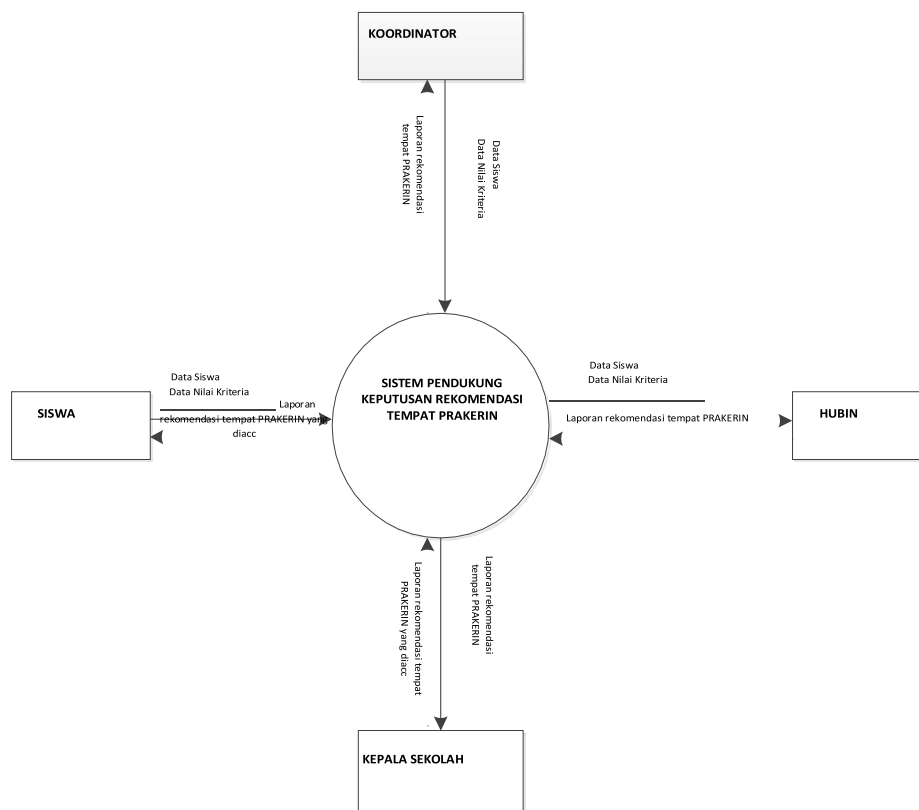 KOORDINATOR
Laporan rekomendasi
tempat PRAKERIN
Data Siswa
Data Nilai Kriteria
SISTEM PENDUKUNG
KEPUTUSAN REKOMENDASI
TEMPAT PRAKERIN
Data Siswa
Data Nilai Kriteria
Laporan
rekomendasi tempat PRAKERIN yang
diacc
SISWA
Data Siswa
Data Nilai Kriteria
Laporan rekomendasi tempat PRAKERIN
HUBIN
Laporan rekomendasi tempat
PRAKERIN yang diacc
Laporan rekomendasi
tempat PRAKERIN
KEPALA SEKOLAH